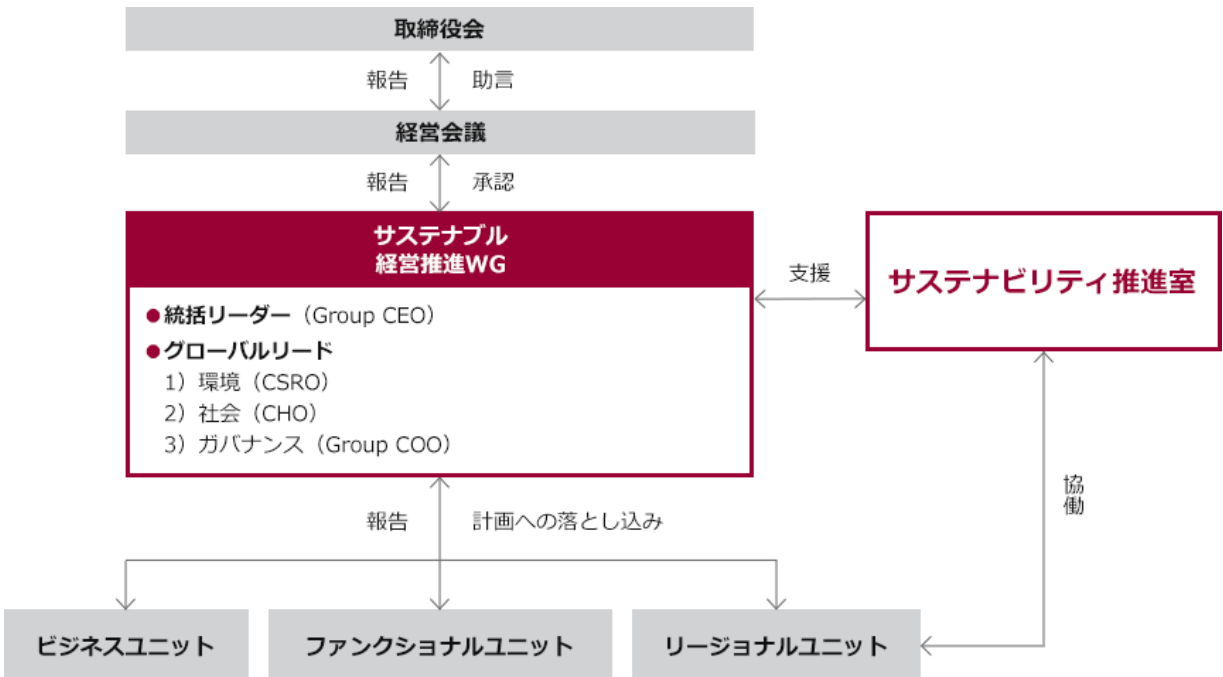 取締役会
報告
助言
経営会議
報告
承認
サステナブル
経営推進WG
●統括リーダー（Group CEO）
●グローバルリード
1）環境（CSRO）
2）社会（CHO）
3）ガバナンス（Group COO）
支援
サステナビリティ推進室
報告
計画への落とし込み
協働
ビジネスユニット
ファンクショナルユニット
リージョナルユニット